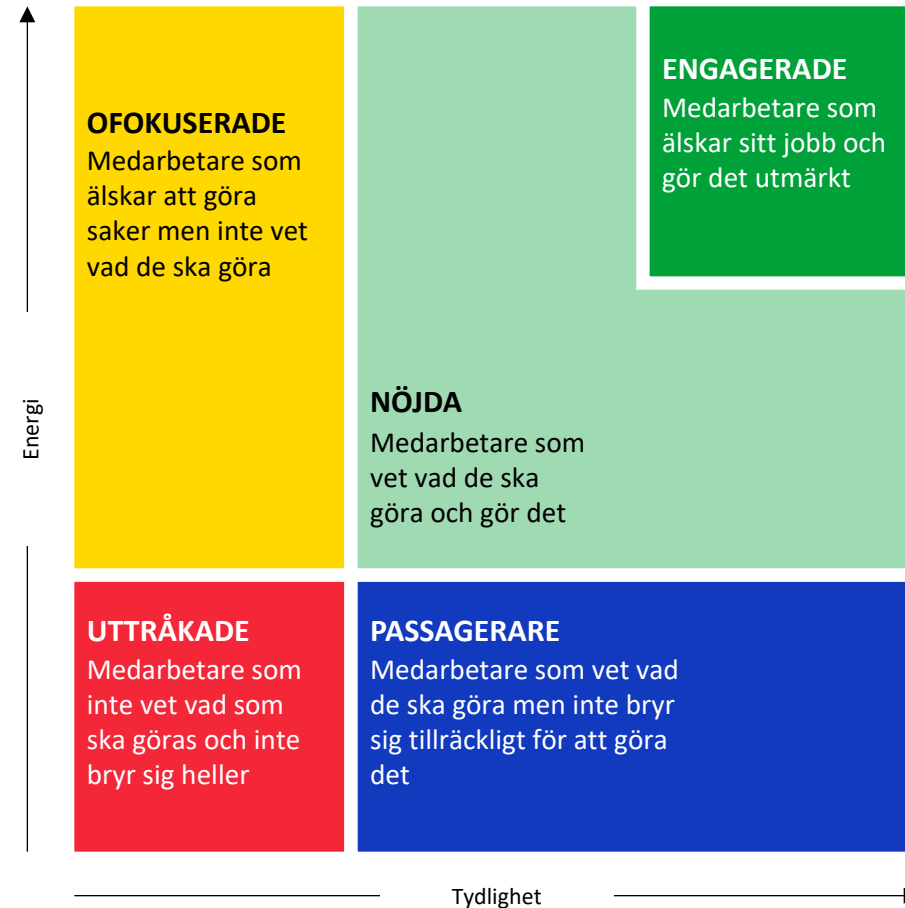 OFOKUSERADE
Medarbetare som
älskar att göra
saker men inte vet
vad de ska göra
ENGAGERADE
Medarbetare som
älskar sitt jobb och
gör det utmärkt
NÖJDA
Medarbetare som
vet vad de ska
göra och gör det
Energi
UTTRÅKADE
Medarbetare som
inte vet vad som
ska göras och inte
bryr sig heller
PASSAGERARE
Medarbetare som vet vad
de ska göra men inte bryr
sig tillräckligt för att göra
det
Tydlighet